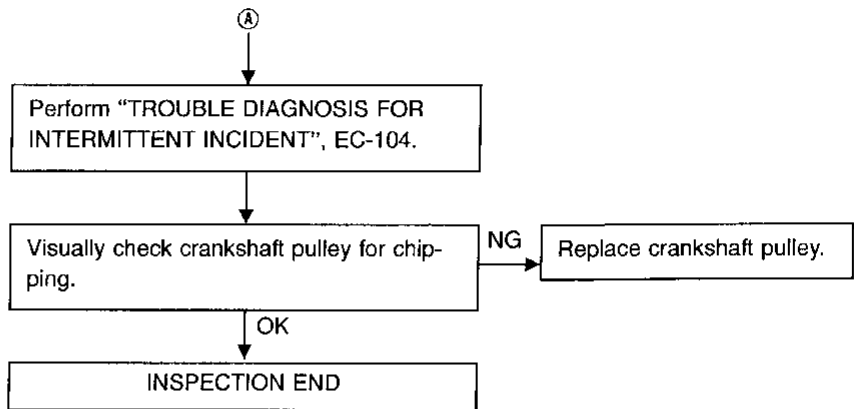 Ⓐ
Perform “TROUBLE DIAGNOSIS FOR
INTERMITTENT INCIDENT”, EC-104.
Visually check crankshaft pulley for chip-
ping.
NG
Replace crankshaft pulley.
OK
INSPECTION END